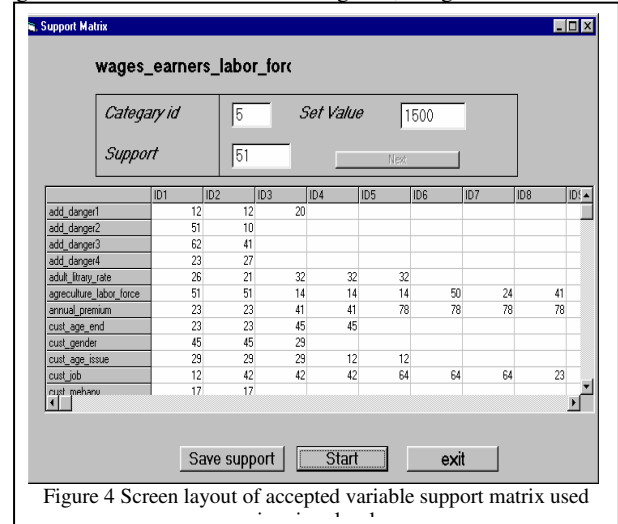 Support Matrix
wages_earners_labor_forc
Categary id 5 Set Value 1500
Support 51 Next
ID1 ID2 ID3 ID4 ID5 ID6 ID7 ID8
add_danger1 12 12 20
add_danger2 51 10
add_danger3 62 41
add_danger4 23 27
adult_litrary_rate 26 21 32 32 32
agreculture_labor_force 51 51 14 14 14 50 24 41
annual_premium 23 23 41 41 78 78 78 78
cust_age_end 23 23 45 45
cust_gender 45 45 29
cust_age_issue 29 29 29 12 12
cust_job 12 42 42 42 64 64 64 23
17 17
Save support Start exit
Figure 4 Screen layout of accepted variable support matrix used